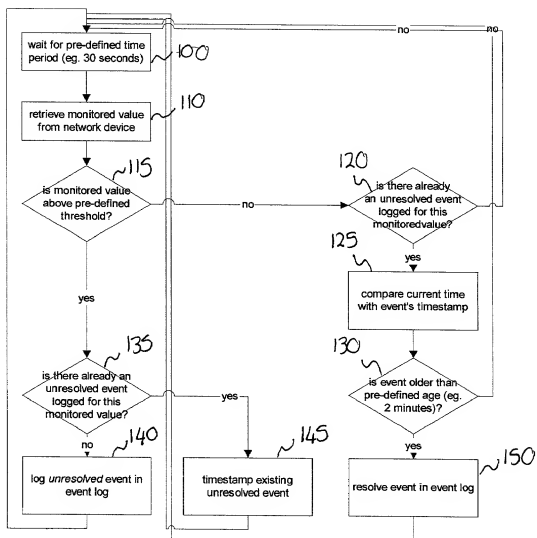 no
no
wait for pre-defined time
period (eg. 30 seconds)
100
retrieve monitored value
from network device
110
115
is monitored value
above pre-defined
threshold?
no
120
is there already
an unresolved event
logged for this
monitoredvalue?
yes
125
compare current time
with event's timestamp
yes
135
is there already an
unresolved event
logged for this
monitored value?
yes
no
130
is event older than
pre-defined age (eg.
2 minutes)?
yes
140
log unresolved event in
event log
145
timestamp existing
unresolved event
150
resolve event in event log